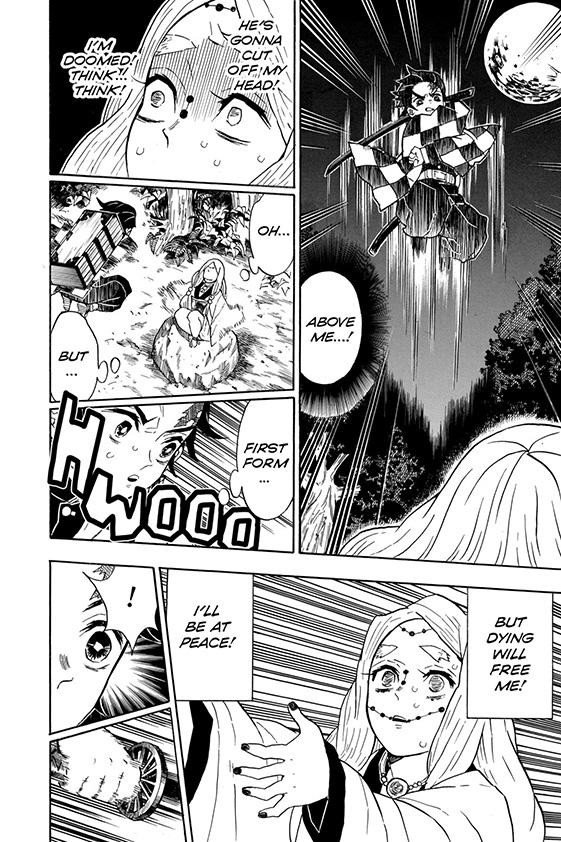 ABOVE
ME...!
HE'S
GONNA
CUT
OFF MY
HEAD!
I'M
DOOMED!
THINK...
THINK!
OH...
BUT
...
FIRST
FORM
...
HWOOO
BUT
DYING
WILL
FREE
ME!
I'LL
BE AT
PEACE!
!